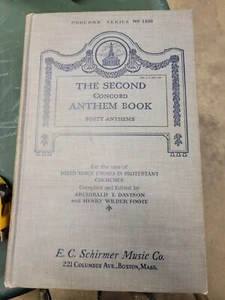 CONCORD SERIES NO 1200
THE SECOND
CONCORD
ANTHEM BOOK
FORTY ANTHEMS
For the use of
MIXED VOICE CHOIRS IN PROTESTANT
CHURCHES
Compiled and Edited by
ARCHIBALD T. DAVISON
and HENRY WILDER FOOTE
E. C. Schirmer Music Co.
221 COLUMBUS AVE., BOSTON, MASS.